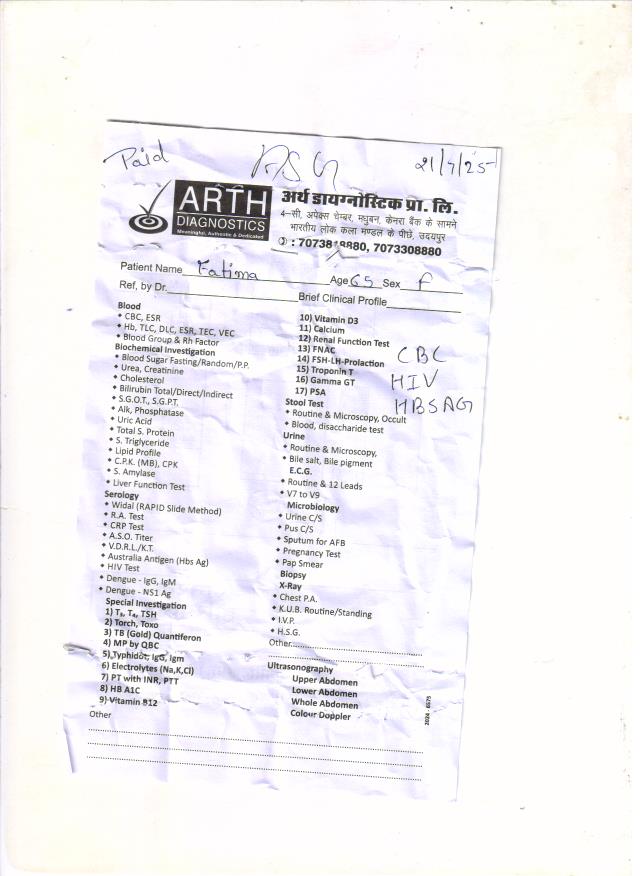 Paid
21/7/25
ARTH
DIAGNOSTICS
Meaningful, Authentic & Dedicated
अर्थ डायग्नोस्टिक प्रा. लि.
4-सी, अपेक्स चेम्बर, मधुबन, केनरा बैंक के सामने
भारतीय लोक कला मण्डल के पीछे, उदयपुर
: 7073818880, 7073308880
Patient Name Fatima Age 65 Sex F
Ref, by Dr. Brief Clinical Profile
Blood
CBC, ESR
Hb, TLC, DLC, ESR, TEC, VEC
Blood Group & Rh Factor
Biochemical Investigation
Blood Sugar Fasting/Random/P.P.
Urea, Creatinine
Cholesterol
Bilirubin Total/Direct/Indirect
S.G.O.T., S.G.P.T.
Alk, Phosphatase
Uric Acid
Total S. Protein
S. Triglyceride
Lipid Profile
C.P.K. (MB), CPK
S. Amylase
Liver Function Test
Serology
Widal (RAPID Slide Method)
R.A. Test
CRP Test
A.S.O. Titer
V.D.R.L./K.T.
Australia Antigen (Hbs Ag)
HIV Test
Dengue - IgG, IgM
Dengue - NS1 Ag
Special Investigation
1) T₃, T₄, TSH
2) Torch, Toxo
3) TB (Gold) Quantiferon
4) MP by QBC
5) Typhidot, IgG, Igm
6) Electrolytes (Na,K,Cl)
7) PT with INR, PTT
8) HB A1C
9) Vitamin B12
Other
10) Vitamin D3
11) Calcium
12) Renal Function Test
13) FNAC
14) FSH-LH-Prolaction
15) Troponin T
16) Gamma GT
17) PSA
CBC
HIV
HBSAG
Stool Test
Routine & Microscopy, Occult
Blood, disaccharide test
Urine
Routine & Microscopy,
Bile salt, Bile pigment
E.C.G.
Routine & 12 Leads
V7 to V9
Microbiology
Urine C/S
Pus C/S
Sputum for AFB
Pregnancy Test
Pap Smear
Biopsy
X-Ray
Chest P.A.
K.U.B. Routine/Standing
I.V.P.
H.S.G.
Other
Ultrasonography
Upper Abdomen
Lower Abdomen
Whole Abdomen
Colour Doppler